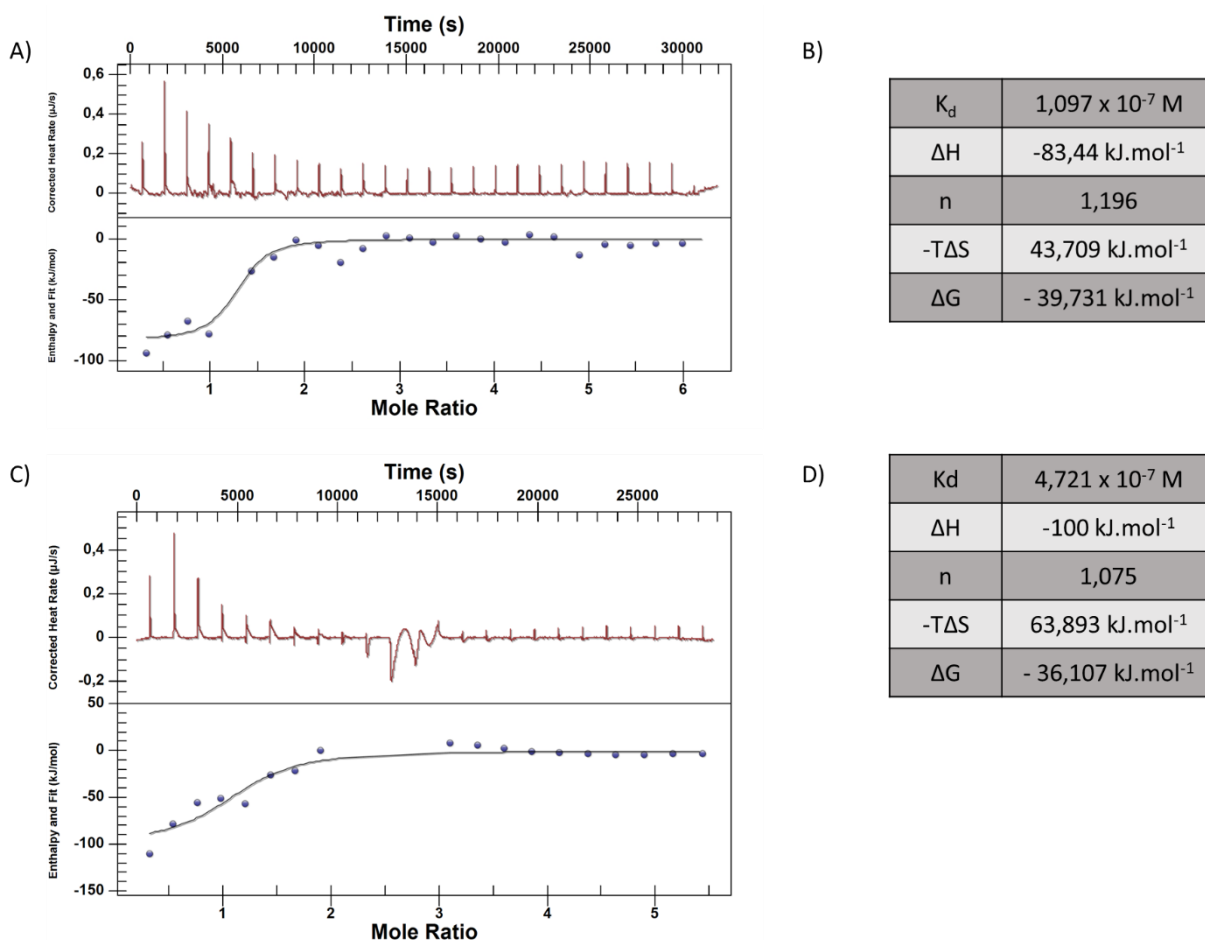 A)
Time (s)
0 5000 10000 15000 20000 25000 30000
Corrected Heat Rate (µJ/s)
0,6
0,4
0,2
0
Enthalpy and Fit (kJ/mol)
0
-50
-100
1 2 3 4 5 6
Mole Ratio
B)
Kd 1,097 x 10-7 M
ΔH -83,44 kJ.mol-1
n 1,196
-TΔS 43,709 kJ.mol-1
ΔG - 39,731 kJ.mol-1
C)
Time (s)
0 5000 10000 15000 20000 25000
Corrected Heat Rate (µJ/s)
0,4
0,2
0
-0,2
Enthalpy and Fit (kJ/mol)
50
0
-50
-100
-150
1 2 3 4 5
Mole Ratio
D)
Kd 4,721 x 10-7 M
ΔH -100 kJ.mol-1
n 1,075
-TΔS 63,893 kJ.mol-1
ΔG - 36,107 kJ.mol-1